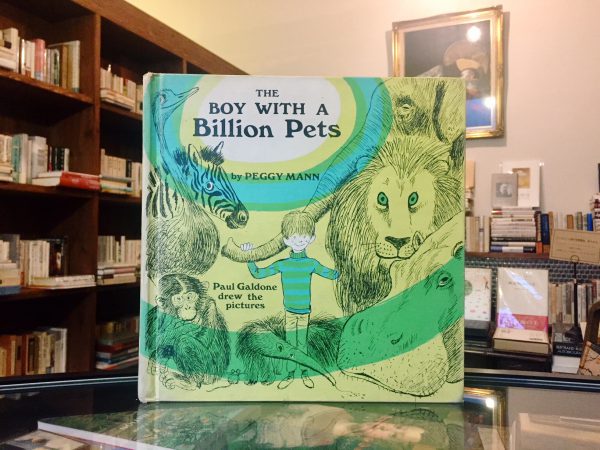 THE
BOY WITH A
Billion Pets
by PEGGY MANN
Paul Galdone
drew the
pictures